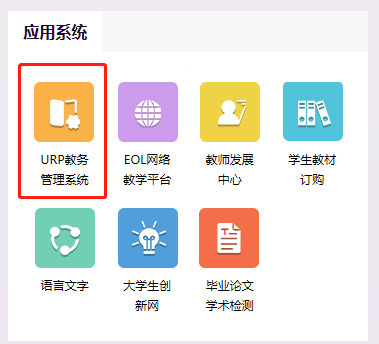 应用系统
URP教务 EOL网络 教师发展 学生教材
管理系统 教学平台 中心 订购
语言文字 大学生创 毕业论文
新网 学术检测